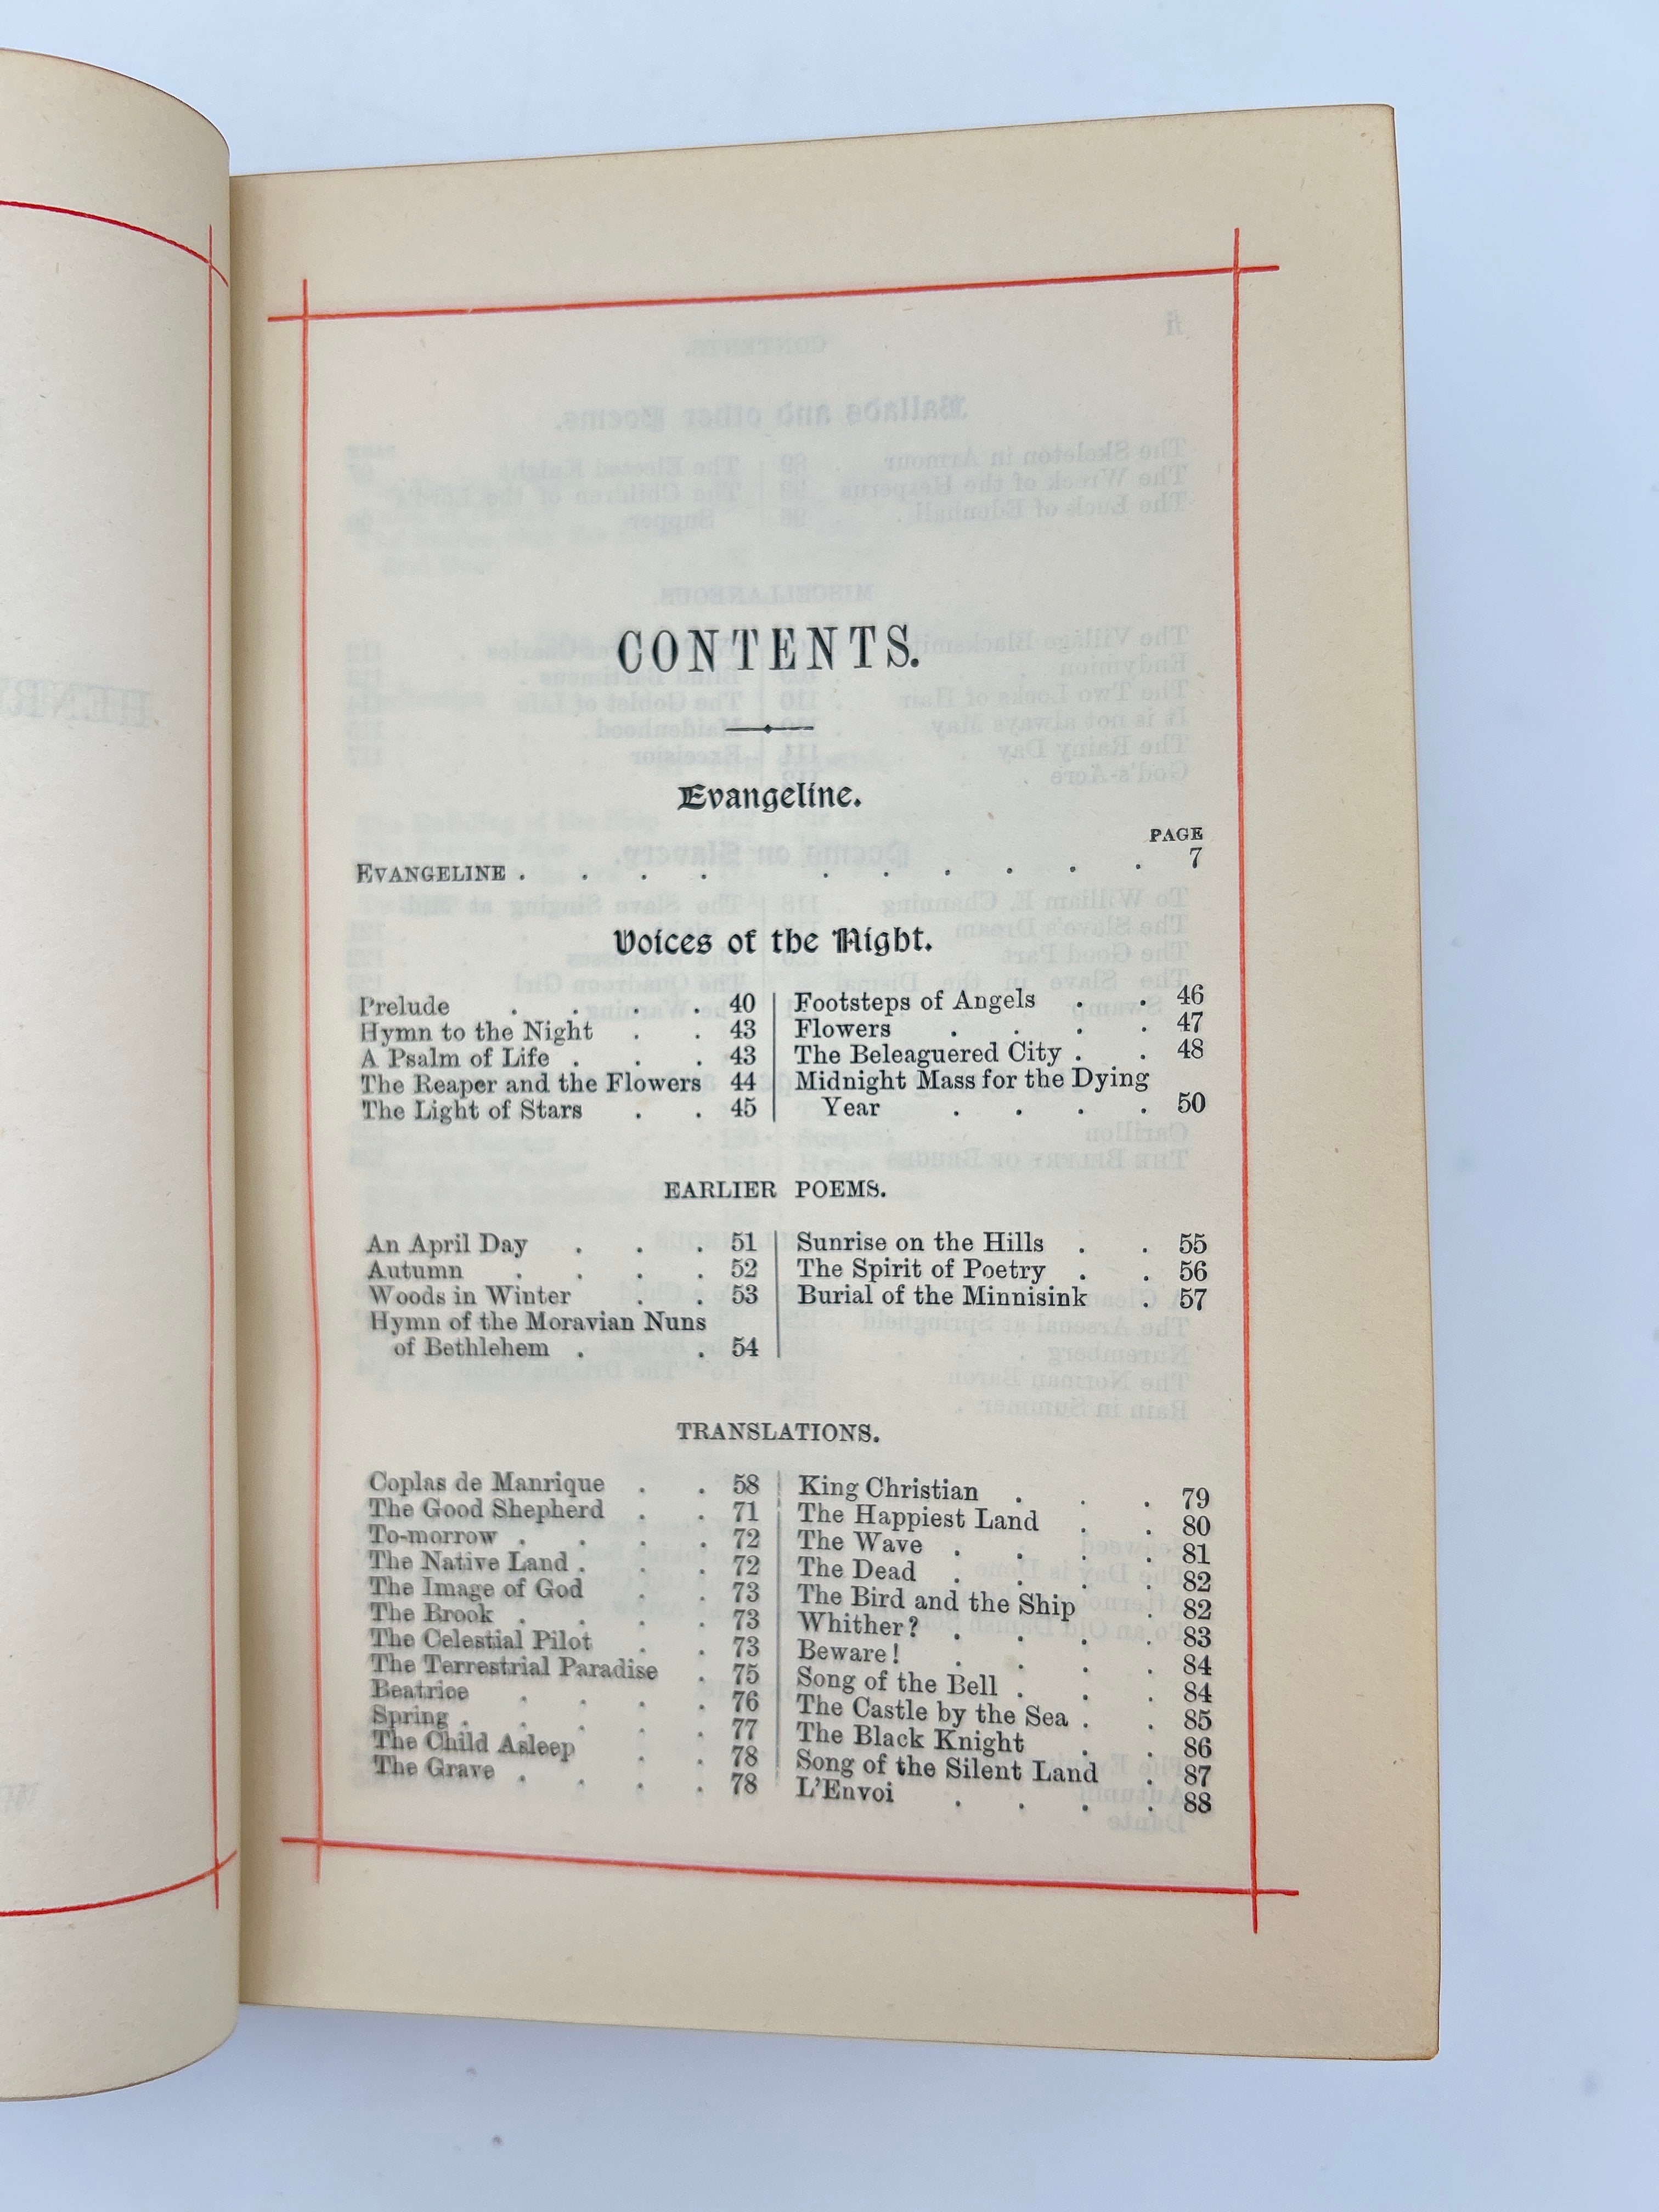 CONTENTS.
Evangeline.
PAGE
EVANGELINE . . . . . . . . . . 7
Voices of the Night.
Prelude . . . . 40
Hymn to the Night . . 43
A Psalm of Life . . . 43
The Reaper and the Flowers 44
The Light of Stars . . 45
Footsteps of Angels . . 46
Flowers . . . . 47
The Beleaguered City . . 48
Midnight Mass for the Dying
Year . . . . 50
EARLIER POEMS.
An April Day . . . 51
Autumn . . . . 52
Woods in Winter . . 53
Hymn of the Moravian Nuns
of Bethlehem . . 54
Sunrise on the Hills . . 55
The Spirit of Poetry . . 56
Burial of the Minnisink . 57
TRANSLATIONS.
Coplas de Manrique . . 58
The Good Shepherd . . 71
To-morrow . . . . 72
The Native Land . . . 72
The Image of God . . 73
The Brook . . . . 73
The Celestial Pilot . . 73
The Terrestrial Paradise . 75
Beatrice . . . . 76
Spring . . . . . 77
The Child Asleep . . 78
The Grave . . . . 78
King Christian . . . 79
The Happiest Land . . 80
The Wave . . . . 81
The Dead . . . . 82
The Bird and the Ship . 82
Whither? . . . . 83
Beware! . . . . 84
Song of the Bell . . . 84
The Castle by the Sea . . 85
The Black Knight . . 86
Song of the Silent Land . 87
L'Envoi . . . . 88